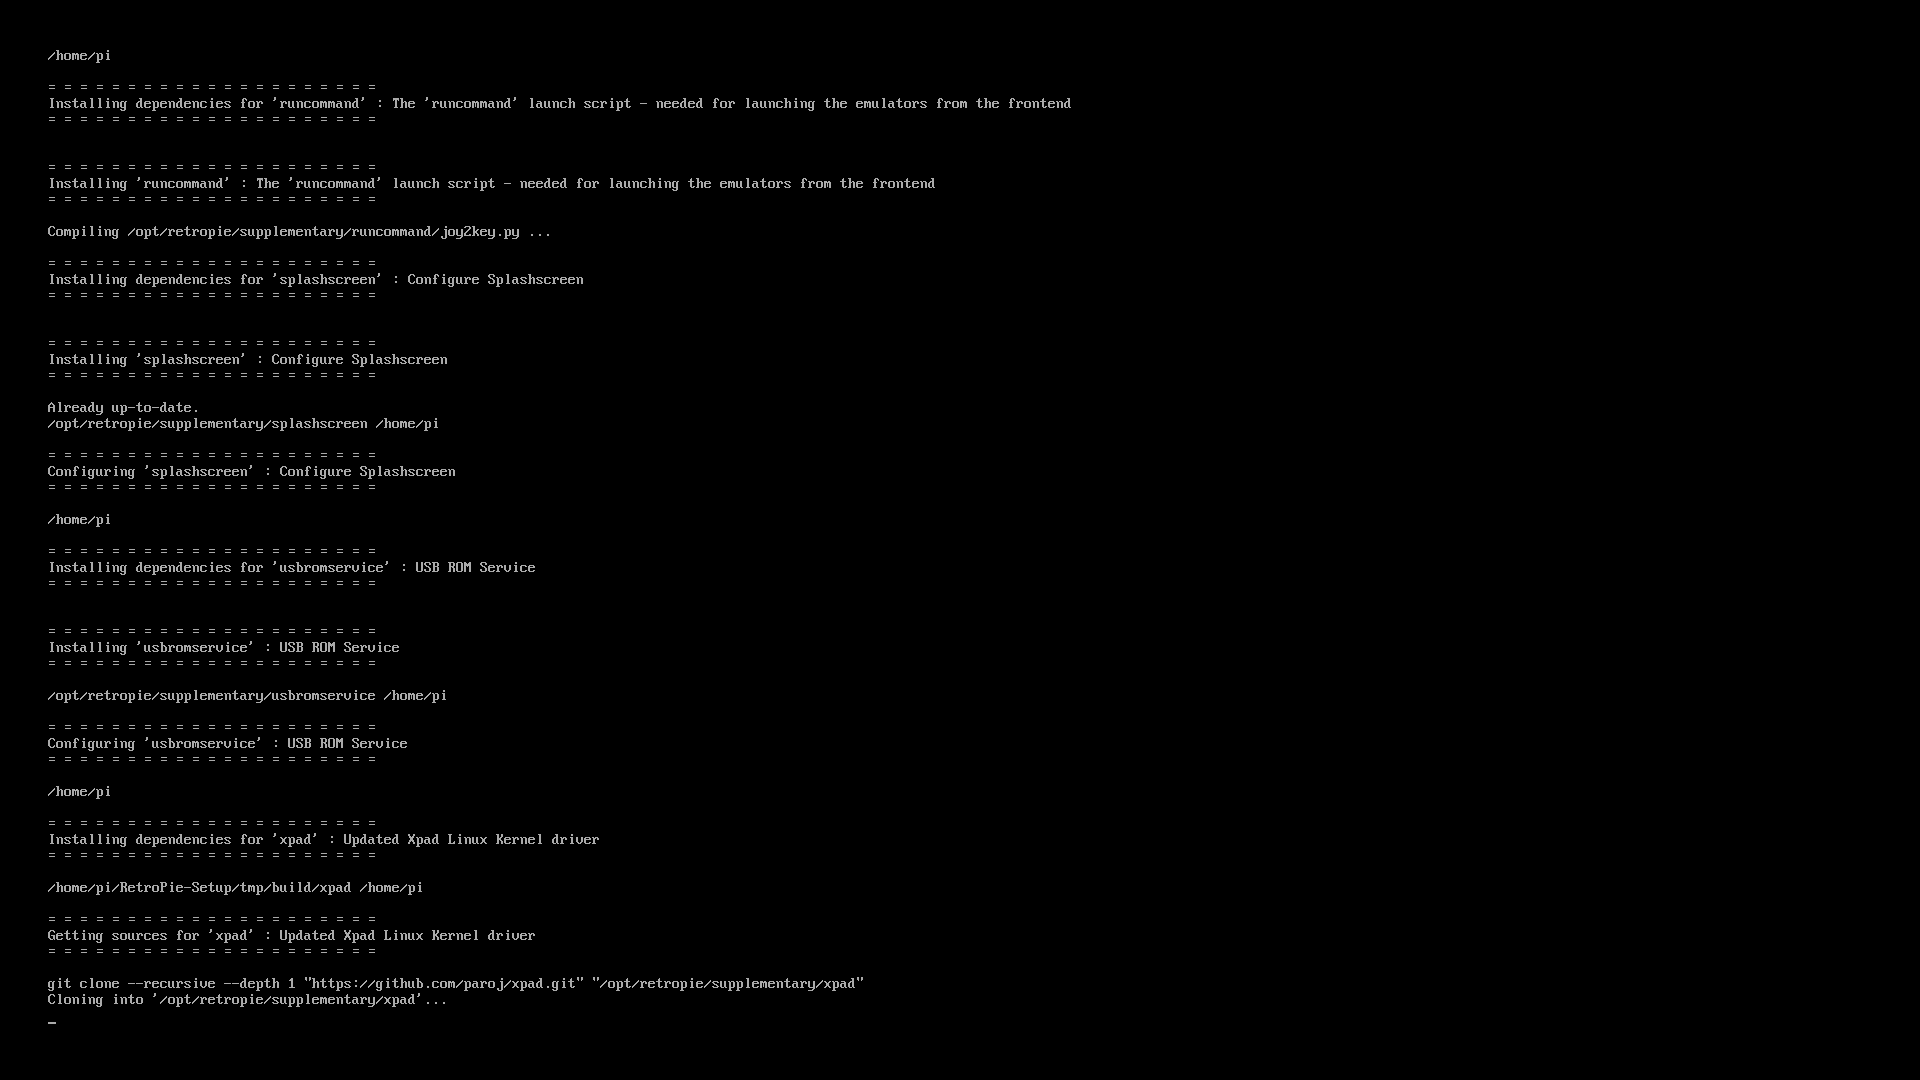 /home/pi
= = = = = = = = = = = = = = = = = = = = =
Installing dependencies for 'runcommand' : The 'runcommand' launch script - needed for launching the emulators from the frontend
= = = = = = = = = = = = = = = = = = = = =
= = = = = = = = = = = = = = = = = = = = =
Installing 'runcommand' : The 'runcommand' launch script - needed for launching the emulators from the frontend
= = = = = = = = = = = = = = = = = = = = =
Compiling /opt/retropie/supplementary/runcommand/joy2key.py ...
= = = = = = = = = = = = = = = = = = = = =
Installing dependencies for 'splashscreen' : Configure Splashscreen
= = = = = = = = = = = = = = = = = = = = =
= = = = = = = = = = = = = = = = = = = = =
Installing 'splashscreen' : Configure Splashscreen
= = = = = = = = = = = = = = = = = = = = =
Already up-to-date.
/opt/retropie/supplementary/splashscreen /home/pi
= = = = = = = = = = = = = = = = = = = = =
Configuring 'splashscreen' : Configure Splashscreen
= = = = = = = = = = = = = = = = = = = = =
/home/pi
= = = = = = = = = = = = = = = = = = = = =
Installing dependencies for 'usbromservice' : USB ROM Service
= = = = = = = = = = = = = = = = = = = = =
= = = = = = = = = = = = = = = = = = = = =
Installing 'usbromservice' : USB ROM Service
= = = = = = = = = = = = = = = = = = = = =
/opt/retropie/supplementary/usbromservice /home/pi
= = = = = = = = = = = = = = = = = = = = =
Configuring 'usbromservice' : USB ROM Service
= = = = = = = = = = = = = = = = = = = = =
/home/pi
= = = = = = = = = = = = = = = = = = = = =
Installing dependencies for 'xpad' : Updated Xpad Linux Kernel driver
= = = = = = = = = = = = = = = = = = = = =
/home/pi/RetroPie-Setup/tmp/build/xpad /home/pi
= = = = = = = = = = = = = = = = = = = = =
Getting sources for 'xpad' : Updated Xpad Linux Kernel driver
= = = = = = = = = = = = = = = = = = = = =
git clone --recursive --depth 1 "https://github.com/paroj/xpad.git" "/opt/retropie/supplementary/xpad"
Cloning into '/opt/retropie/supplementary/xpad'...
_